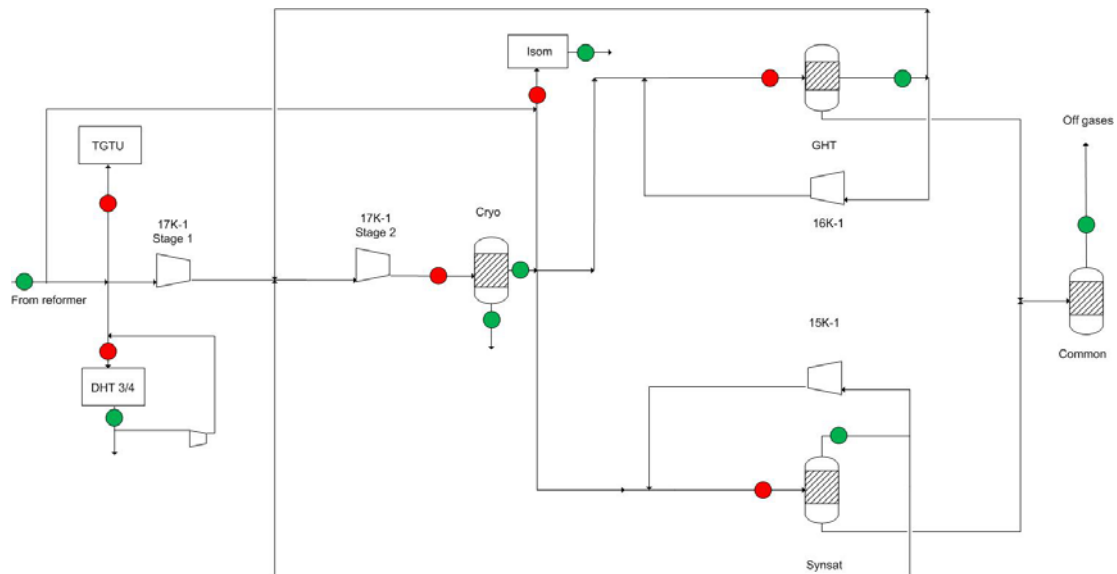 Isom
TGTU
Off gases
GHT
17K-1
Stage 1
17K-1
Stage 2
Cryo
16K-1
From reformer
15K-1
Common
DHT 3/4
Synsat